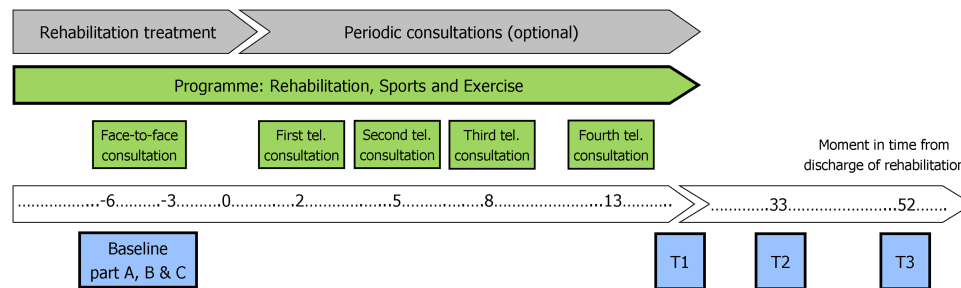 Rehabilitation treatment
Periodic consultations (optional)
Programme: Rehabilitation, Sports and Exercise
Face-to-face
consultation
First tel.
consultation
Second tel.
consultation
Third tel.
consultation
Fourth tel.
consultation
Moment in time from
discharge of rehabilitation
-6 -3 0 2 5 8 13 33 52
Baseline
part A, B & C
T1
T2
T3